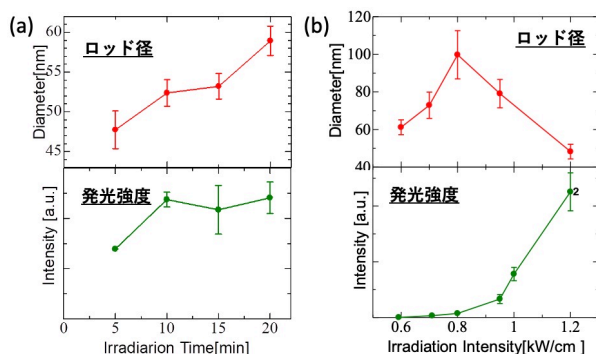 (a)
ロッド径
Diameter[nm]
60
55
50
45
発光強度
Intensity [a.u.]
0
5
10
15
20
Irradiarion Time[min]
(b)
ロッド径
Diameter[nm]
120
100
80
60
40
発光強度
Intensity [a.u.]
2
0.6
0.8
1
1.2
Irradiation Intensity[kW/cm ]